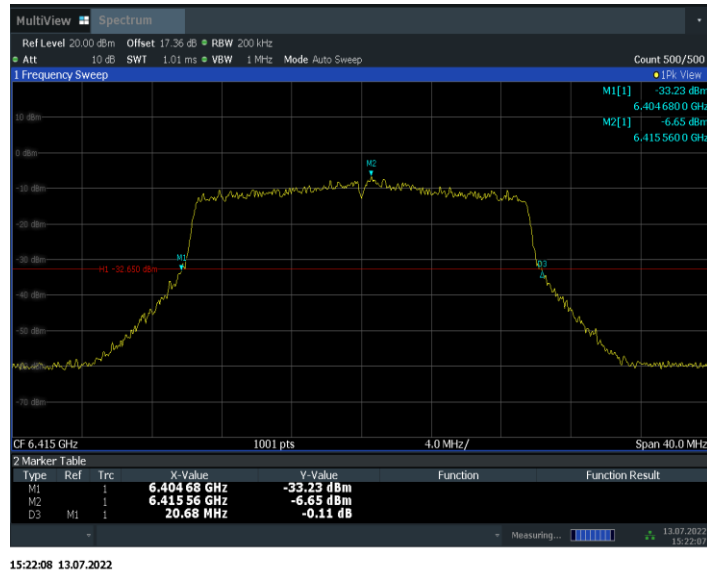 MultiView Spectrum
Ref Level 20.00 dBm Offset 17.36 dB RBW 200 kHz
Att 10 dB SWT 1.01 ms VBW 1 MHz Mode Auto Sweep Count 500/500
1 Frequency Sweep 1Pk View
M1[1] -33.23 dBm
6.4046800 GHz
M2[1] -6.65 dBm
6.4155600 GHz
10 dBm
0 dBm
M2
-10 dBm
-20 dBm
-30 dBm
M1
H1 -32.650 dBm
D3
-40 dBm
-50 dBm
-60 dBm
-70 dBm
CF 6.415 GHz 1001 pts 4.0 MHz/ Span 40.0 MHz
2 Marker Table
Type Ref Trc X-Value Y-Value Function Function Result
M1 1 6.404 68 GHz -33.23 dBm
M2 1 6.415 56 GHz -6.65 dBm
D3 M1 1 20.68 MHz -0.11 dB
Measuring... 13.07.2022
15:22:07
15:22:08 13.07.2022